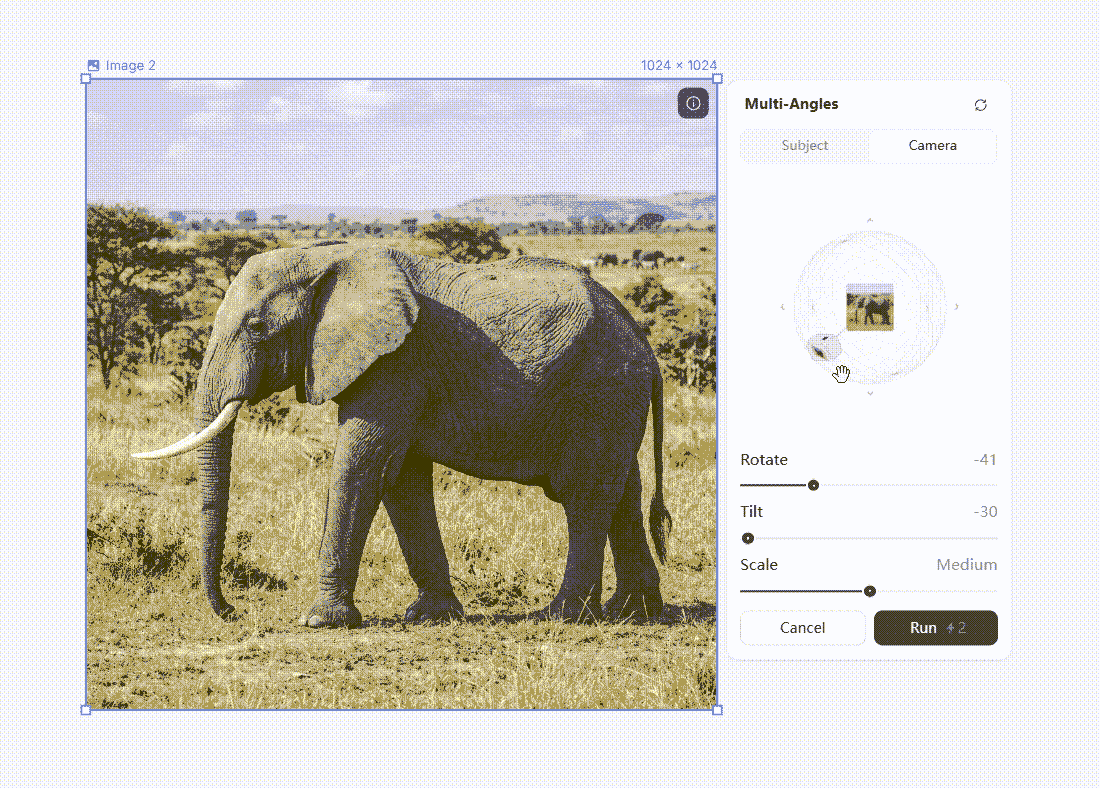 Image 2
1024 × 1024
Multi-Angles
Subject
Camera
Rotate
-41
Tilt
-30
Scale
Medium
Cancel
Run 2